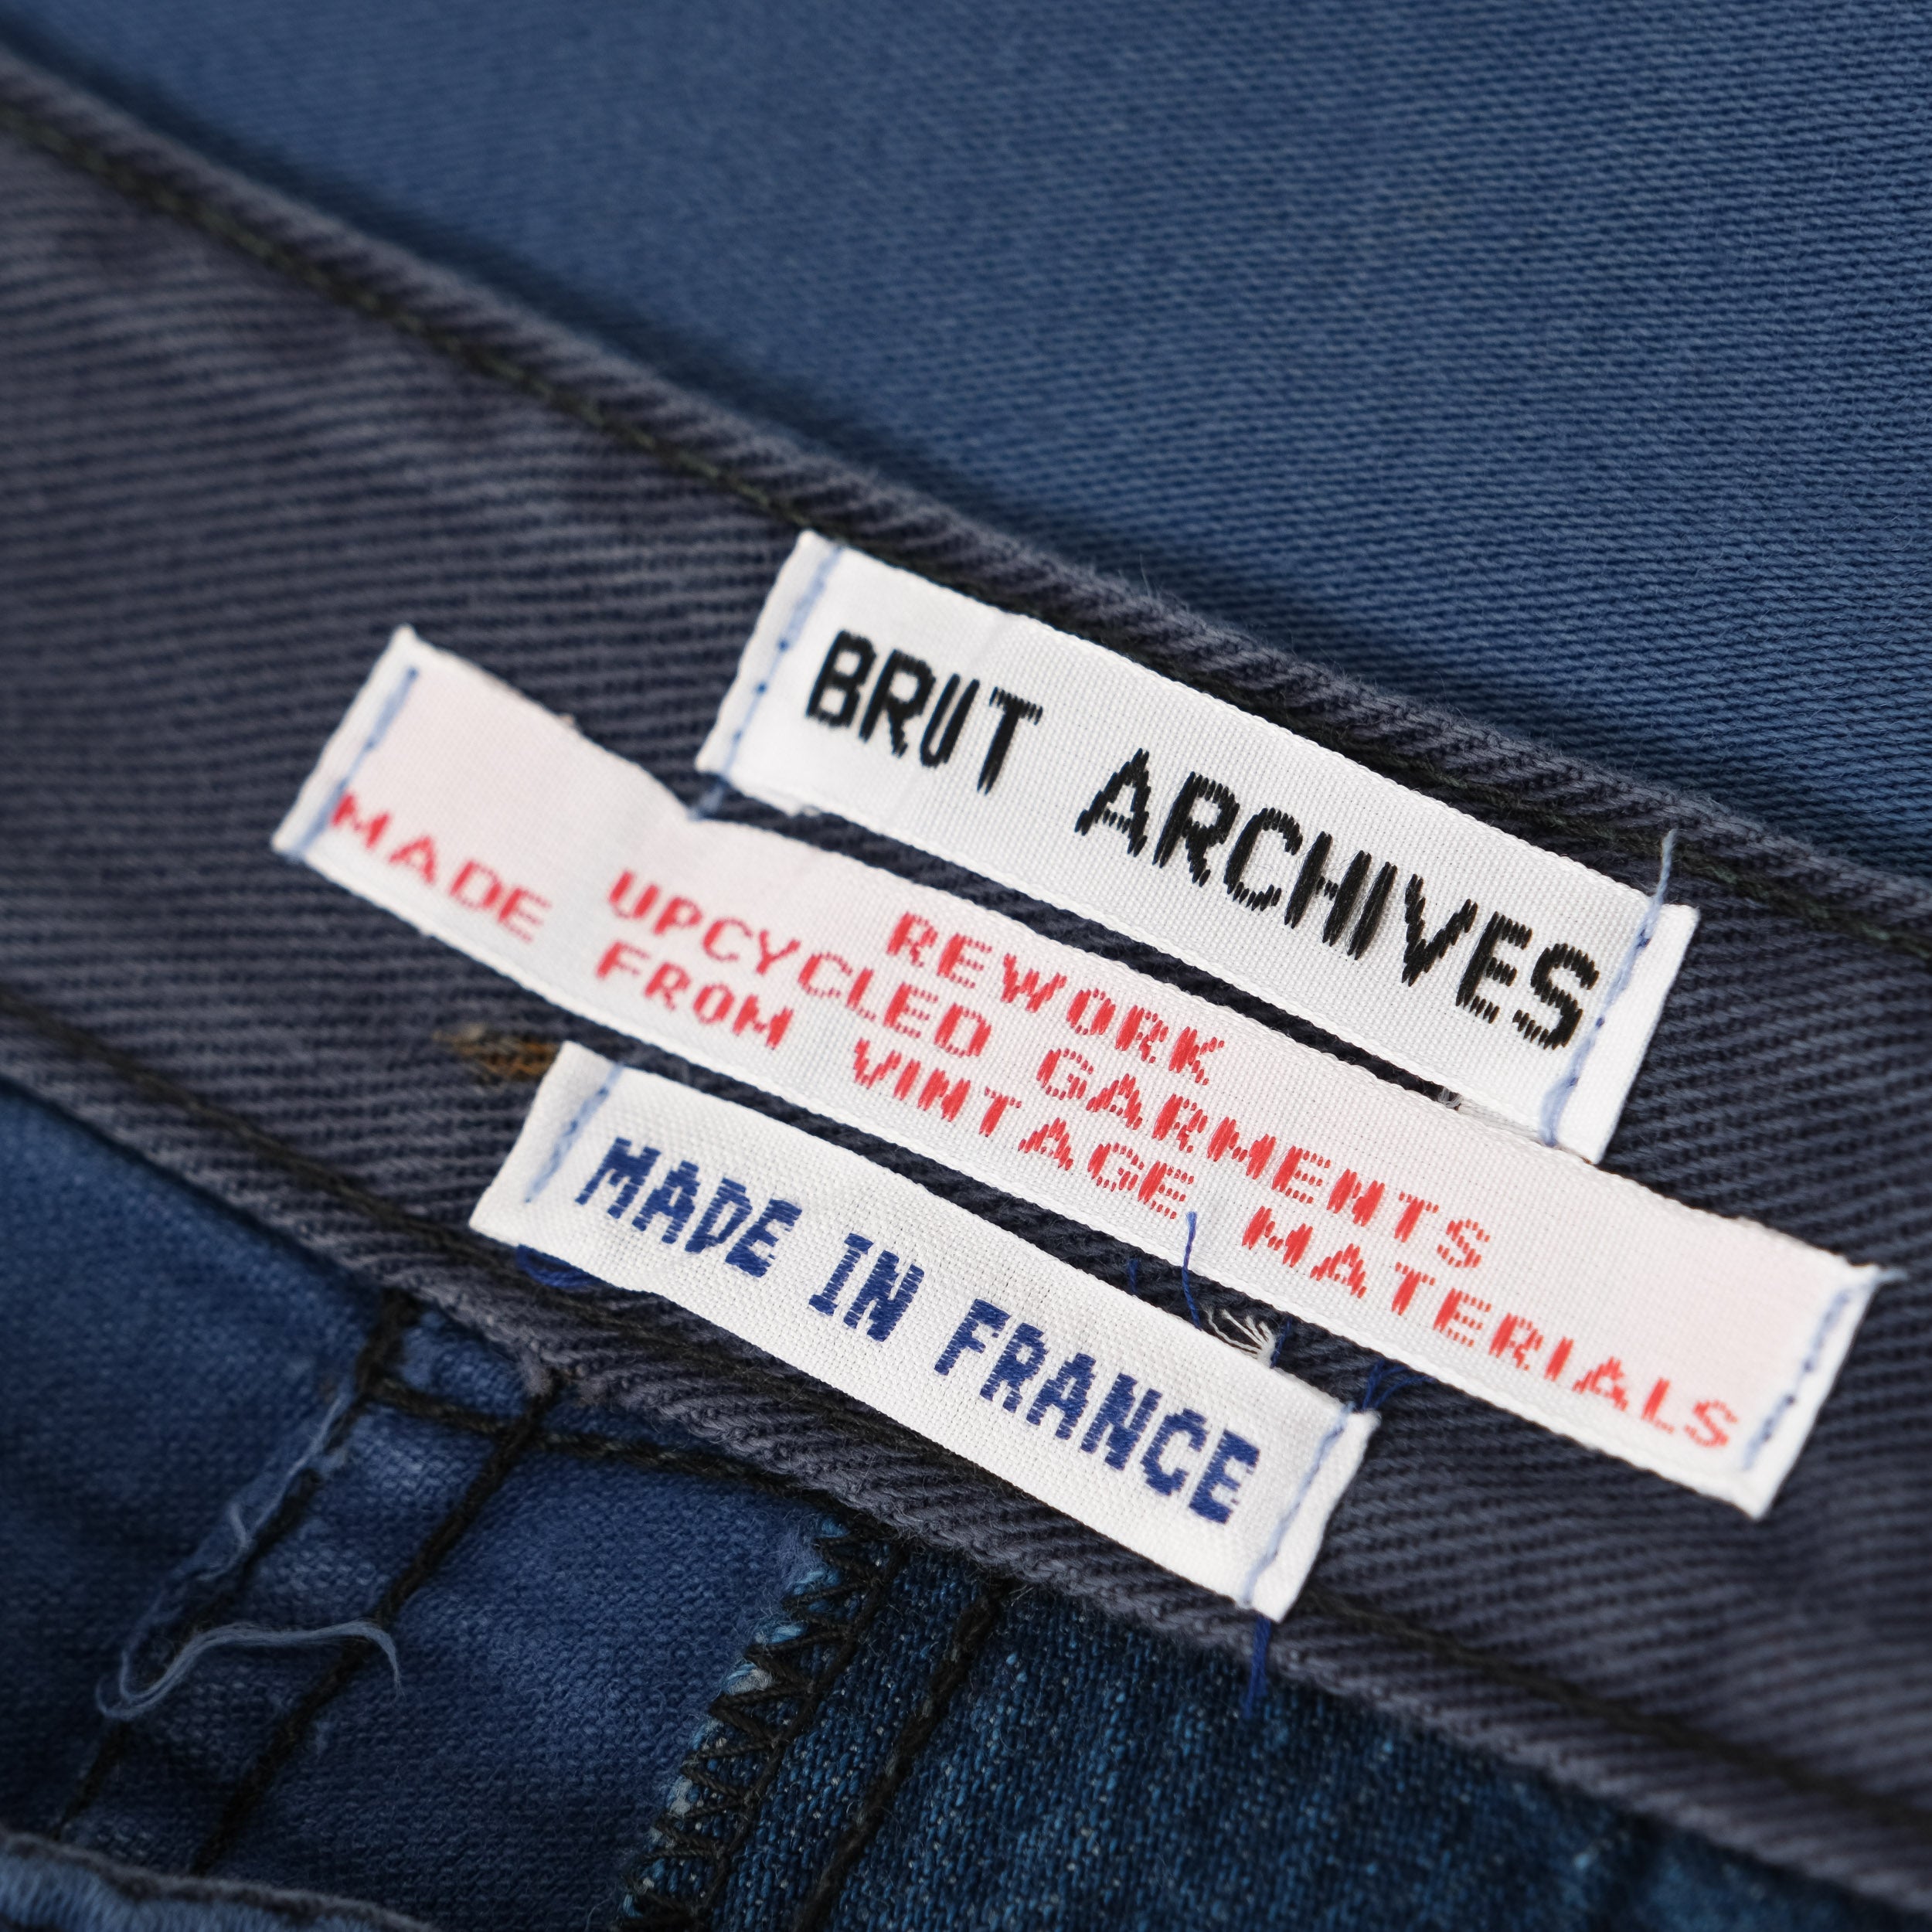 BRUT ARCHIVES
REWORK
UPCYCLED GARMENTS
MADE FROM VINTAGE MATERIALS
MADE IN FRANCE